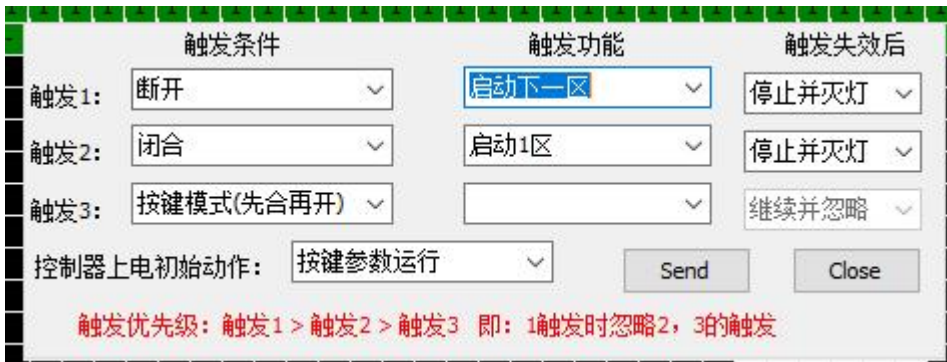 触发条件 触发功能 触发失效后
触发1: 断开 启动下一区 停止并灭灯
触发2: 闭合 启动1区 停止并灭灯
触发3: 按键模式(先合再开) 继续并忽略
控制器上电初始动作: 按键参数运行 Send Close
触发优先级: 触发1 > 触发2 > 触发3 即: 1触发时忽略2，3的触发